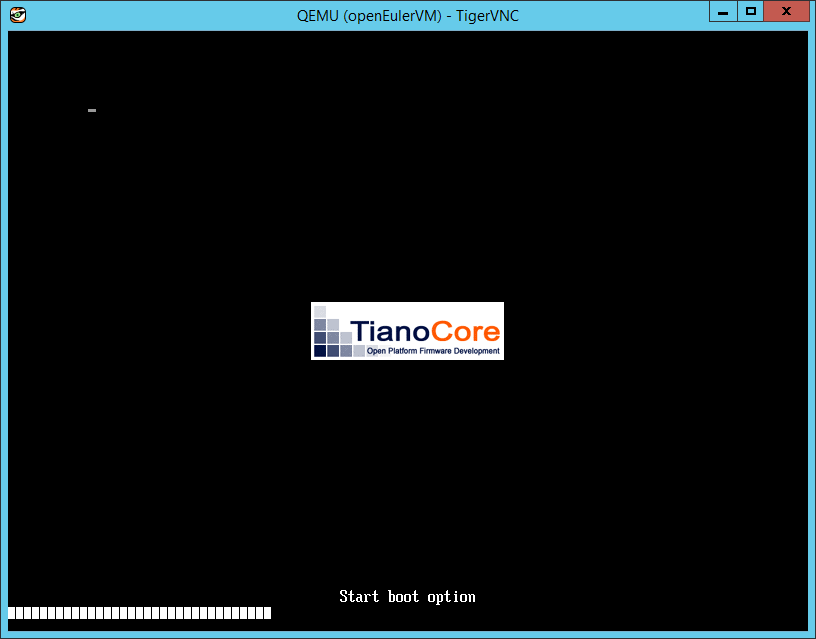 QEMU (openEulerVM) - TigerVNC
TianoCore
Open Platform Firmware Development
Start boot option